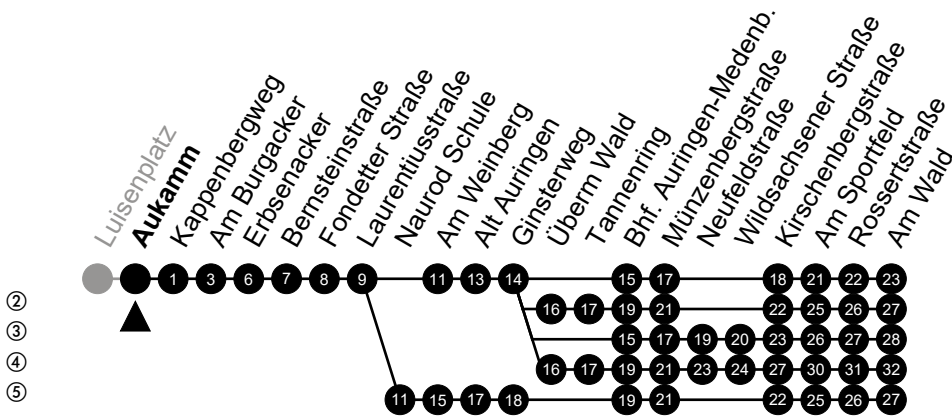 Luisenplatz
Aukamm
Kappenbergweg
Am Burgacker
Erbsenacker
Bernsteinstraße
Fondetter Straße
Laurentiusstraße
Naurod Schule
Am Weinberg
Alt Auringen
Ginsterweg
Überm Wald
Tannenring
Bhf. Auringen-Medenb.
Münzenbergstraße
Neufeldstraße
Wildsachsener Straße
Kirschenbergstraße
Am Sportfeld
Rossertstraße
Am Wald
1 3 6 7 8 9 11 13 14 15 17 18 21 22 23
② 16 17 19 21 22 25 26 27
③ 15 17 19 20 23 26 27 28
④ 16 17 19 21 23 24 27 30 31 32
⑤ 11 15 17 18 19 21 22 25 26 27